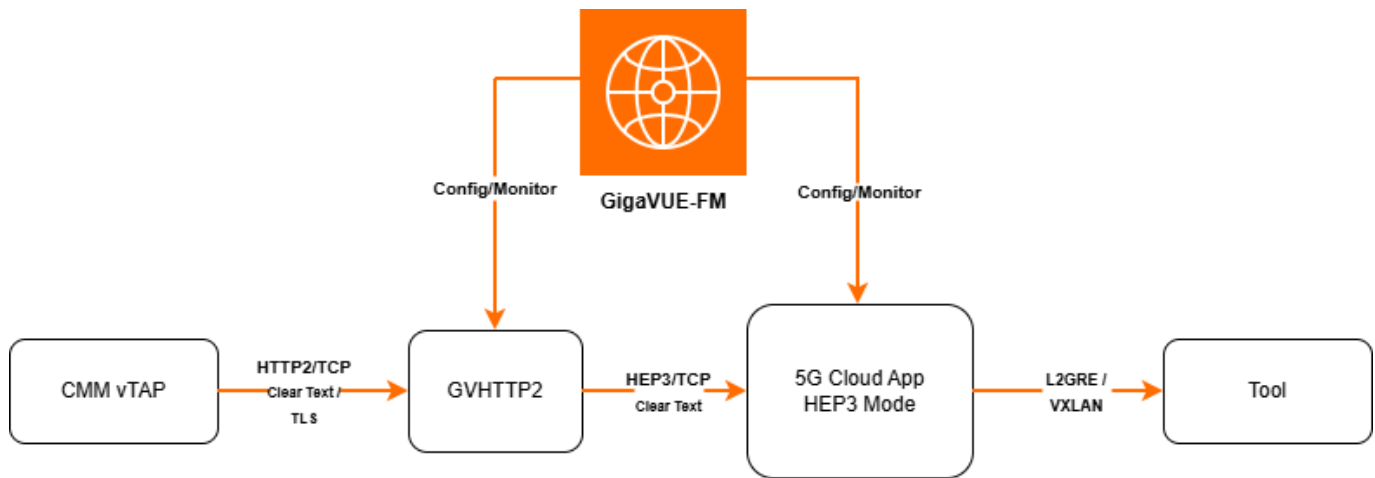 Config/Monitor
Config/Monitor
GigaVUE-FM
CMM vTAP
HTTP2/TCP
Clear Text /
TLS
GVHTTP2
HEP3/TCP
Clear Text
5G Cloud App
HEP3 Mode
L2GRE /
VXLAN
Tool